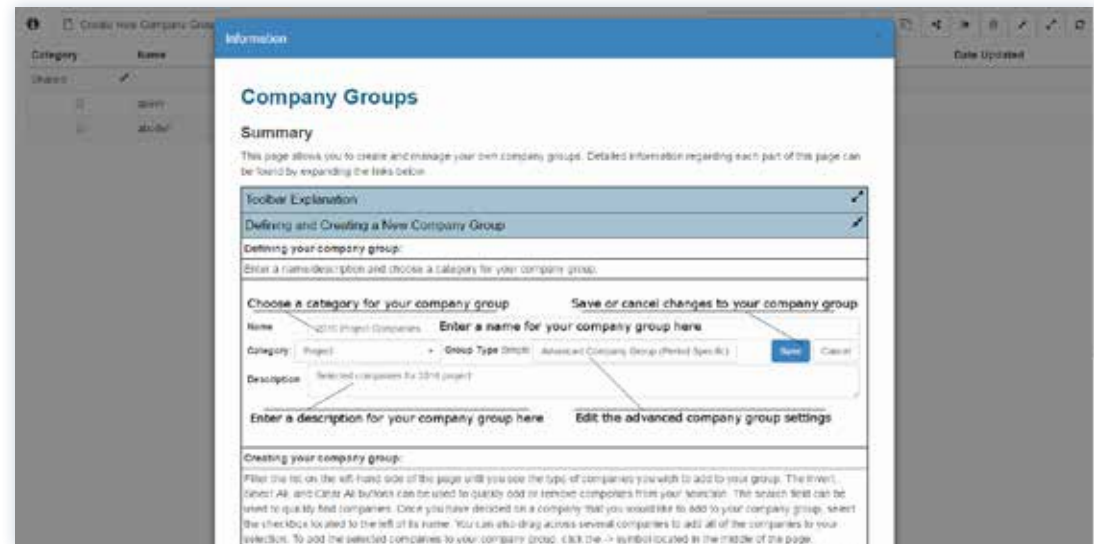 Create New Company Group
Information
Category Name Date Updated
Shared
Company Groups
Summary
This page allows you to create and manage your own company groups. Detailed information regarding each part of this page can
be found by expanding the links below
Toolbar Explanation
Defining and Creating a New Company Group
Defining your company group:
Enter a name/description and choose a category for your company group.
Choose a category for your company group Save or cancel changes to your company group
Name 2016 Project Companies Enter a name for your company group here
Category Project Group Type Simple Advanced Company Group (Period Specific) Save Cancel
Description Selected companies for 2016 project
Enter a description for your company group here Edit the advanced company group settings
Creating your company group:
Filter the list on the left-hand side of the page until you see the type of companies you wish to add to your group. The Invert,
Select All, and Clear All buttons can be used to quickly add or remove companies from your selection. The search field can be
used to quickly find companies. Once you have decided on a company that you would like to add to your company group, select
the checkbox located to the left of its name. You can also drag across several companies to add all of the companies to your
selection. To add the selected companies to your company group, click the -> symbol located in the middle of the page.